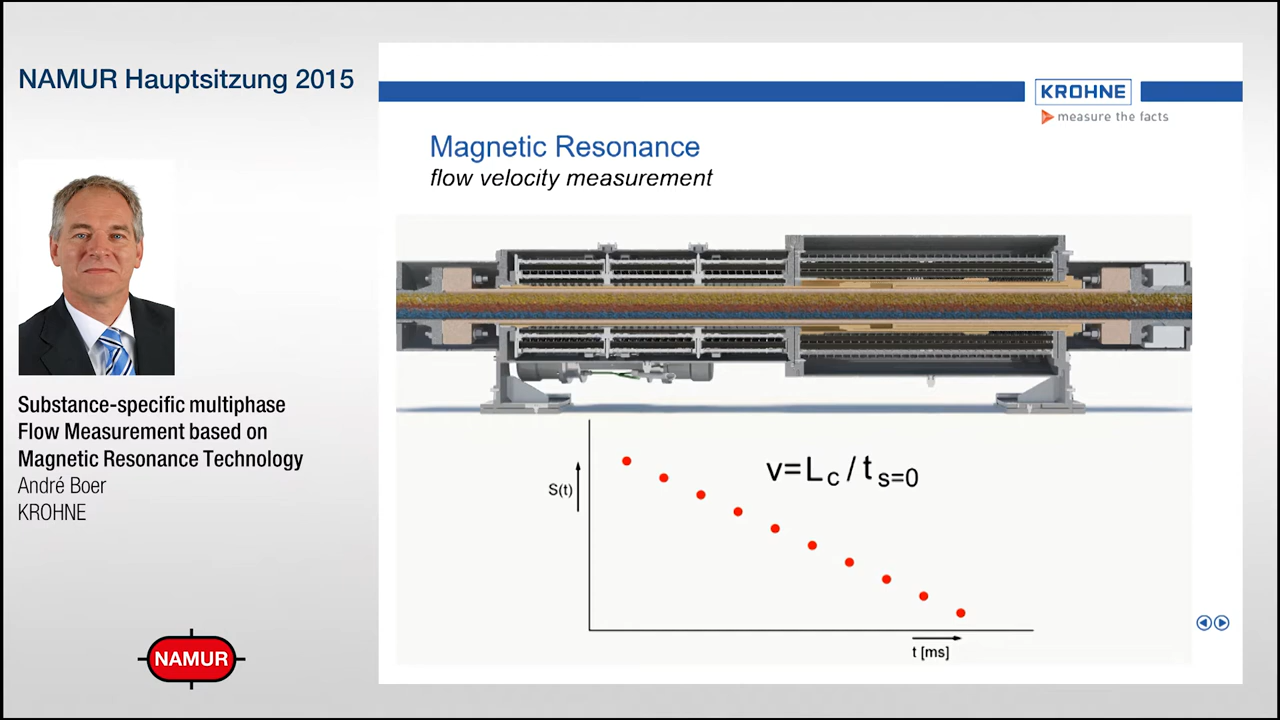 NAMUR Hauptsitzung 2015
KROHNE
measure the facts
Magnetic Resonance
flow velocity measurement
S(t)
v=Lc/ts=0
t [ms]
Substance-specific multiphase
Flow Measurement based on
Magnetic Resonance Technology
André Boer
KROHNE
NAMUR